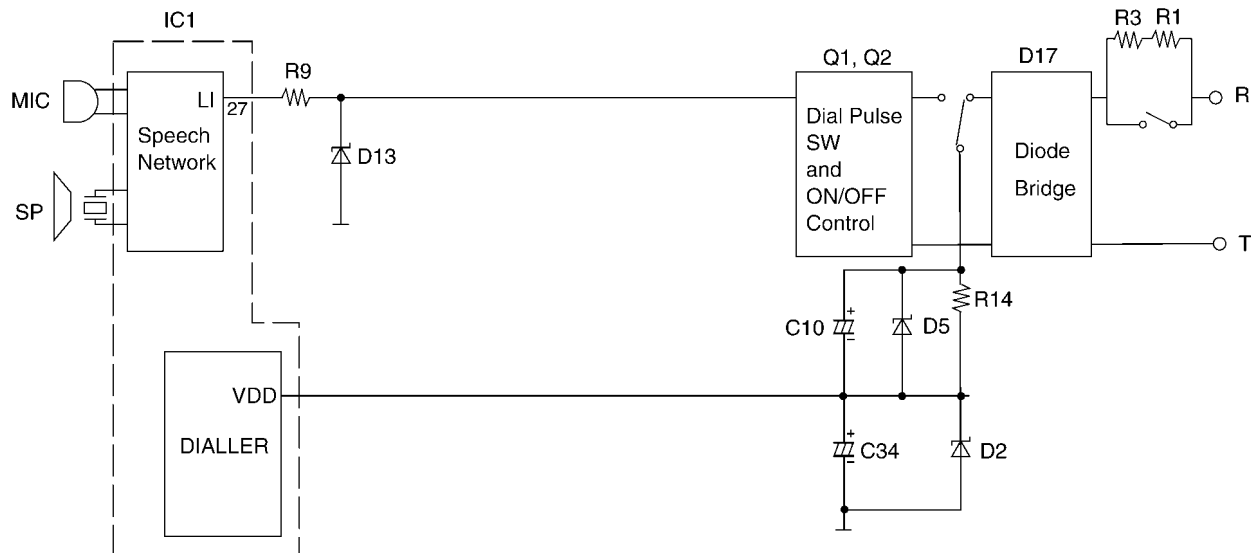 IC1
R3 R1
R9
Q1, Q2
D17
MIC
LI
27
R
Speech
Network
D13
Dial Pulse
SW
and
ON/OFF
Control
Diode
Bridge
SP
T
R14
+
C10
-
D5
VDD
DIALLER
+
C34
-
D2